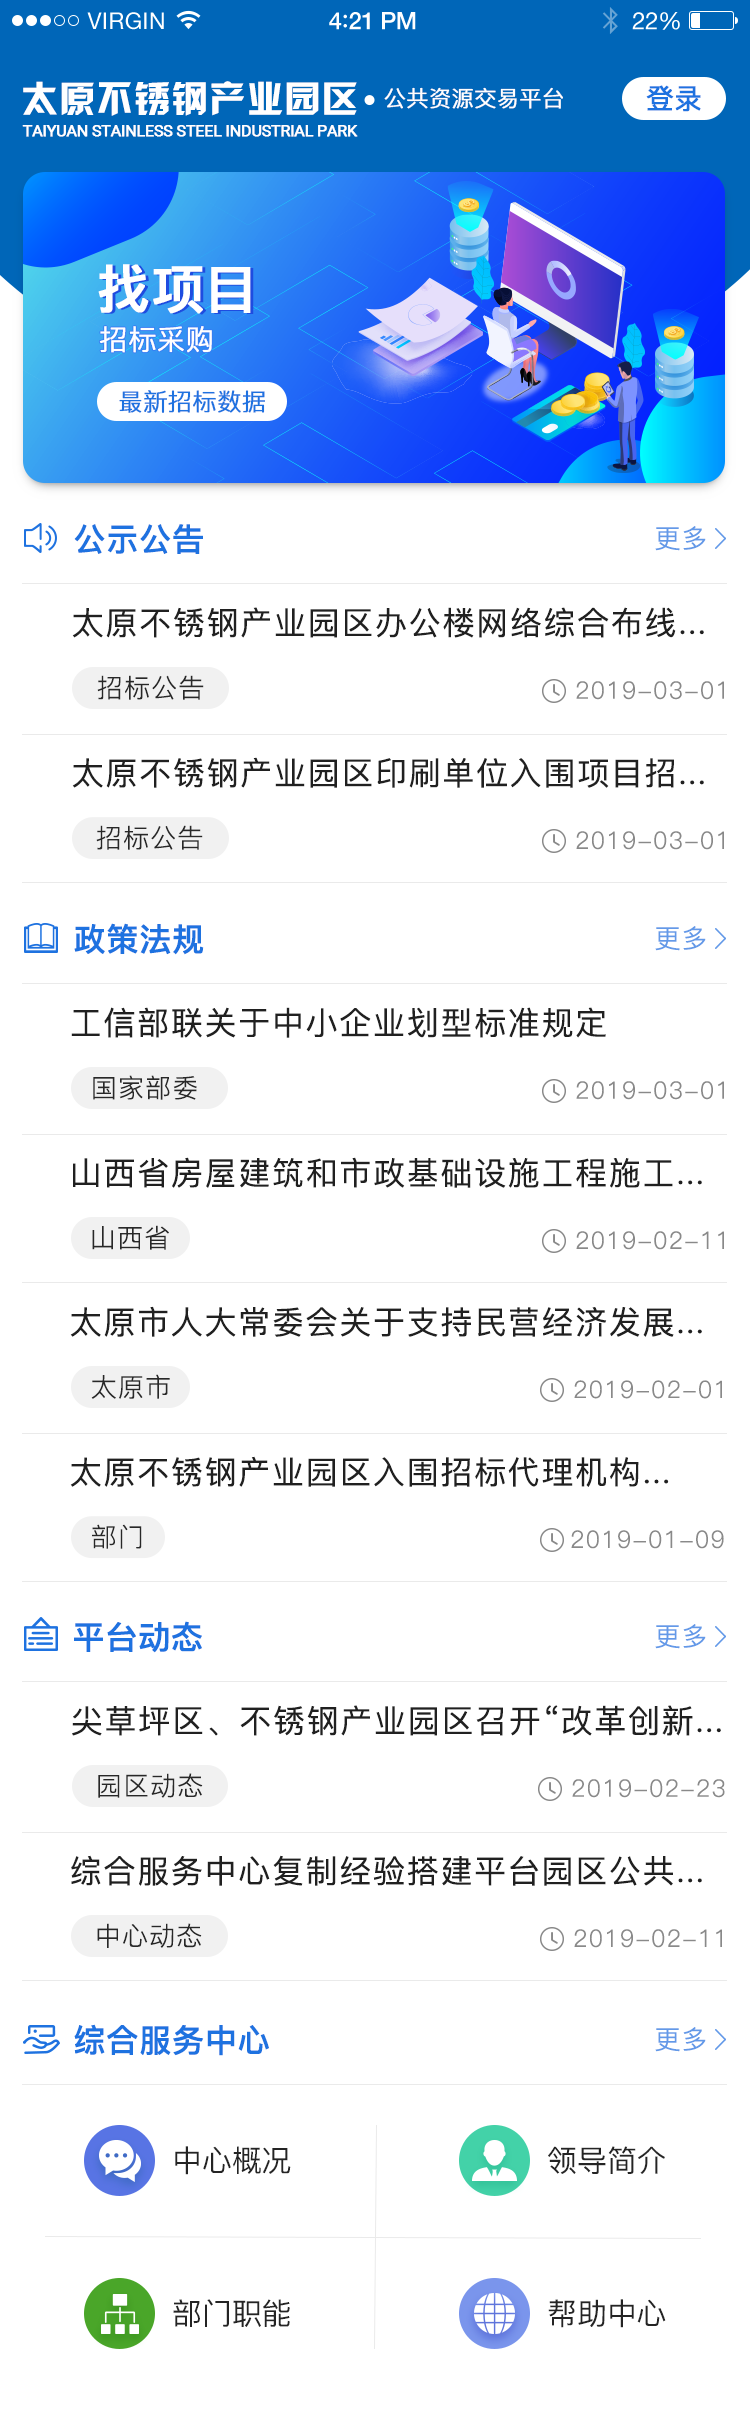 VIRGIN 4:21 PM 22%
太原不锈钢产业园区 • 公共资源交易平台 登录
TAIYUAN STAINLESS STEEL INDUSTRIAL PARK
找项目
招标采购
最新招标数据
公示公告 更多
太原不锈钢产业园区办公楼网络综合布线...
招标公告 2019-03-01
太原不锈钢产业园区印刷单位入围项目招...
招标公告 2019-03-01
政策法规 更多
工信部联关于中小企业划型标准规定
国家部委 2019-03-01
山西省房屋建筑和市政基础设施工程施工...
山西省 2019-02-11
太原市人大常委会关于支持民营经济发展...
太原市 2019-02-01
太原不锈钢产业园区入围招标代理机构...
部门 2019-01-09
平台动态 更多
尖草坪区、不锈钢产业园区召开“改革创新...
园区动态 2019-02-23
综合服务中心复制经验搭建平台园区公共...
中心动态 2019-02-11
综合服务中心 更多
中心概况 领导简介
部门职能 帮助中心